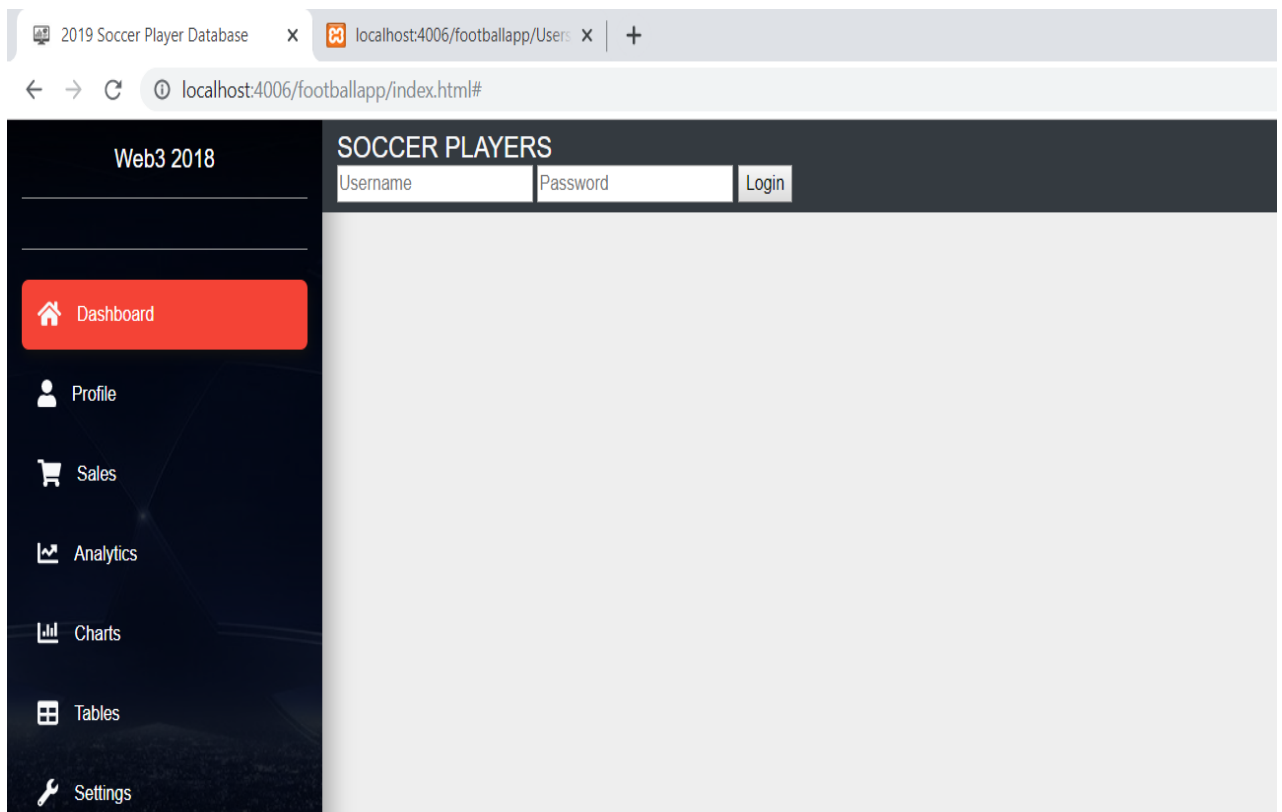 2019 Soccer Player Database
localhost:4006/footballapp/Users
localhost:4006/footballapp/index.html#
Web3 2018
SOCCER PLAYERS
Username Password Login
Dashboard
Profile
Sales
Analytics
Charts
Tables
Settings